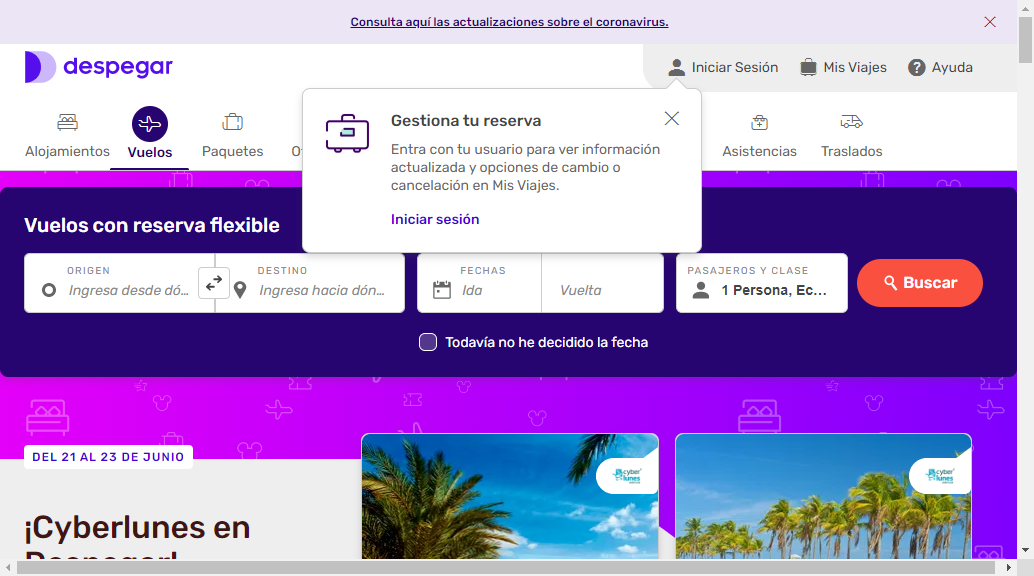 Consulta aquí las actualizaciones sobre el coronavirus.
despegar
Iniciar Sesión
Mis Viajes
Ayuda
Alojamientos
Vuelos
Paquetes
Asistencias
Traslados
Gestiona tu reserva
Entra con tu usuario para ver información
actualizada y opciones de cambio o
cancelación en Mis Viajes.
Iniciar sesión
Vuelos con reserva flexible
ORIGEN
Ingresa desde dó...
DESTINO
Ingresa hacia dón...
FECHAS
Ida
Vuelta
PASAJEROS Y CLASE
1 Persona, Ec...
Buscar
Todavía no he decidido la fecha
DEL 21 AL 23 DE JUNIO
cyber
lunes
cyber
lunes
¡Cyberlunes en
Despegar!